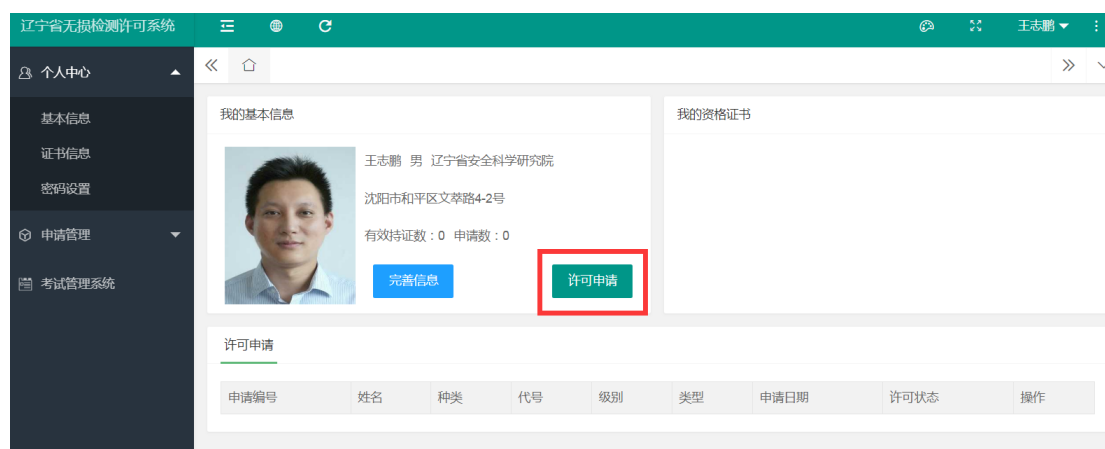 辽宁省无损检测许可系统
王志鹏
个人中心
基本信息
证书信息
密码设置
申请管理
考试管理系统
我的基本信息
王志鹏 男 辽宁省安全科学研究院
沈阳市和平区文萃路4-2号
有效持证数：0 申请数：0
完善信息
许可申请
我的资格证书
许可申请
申请编号 姓名 种类 代号 级别 类型 申请日期 许可状态 操作